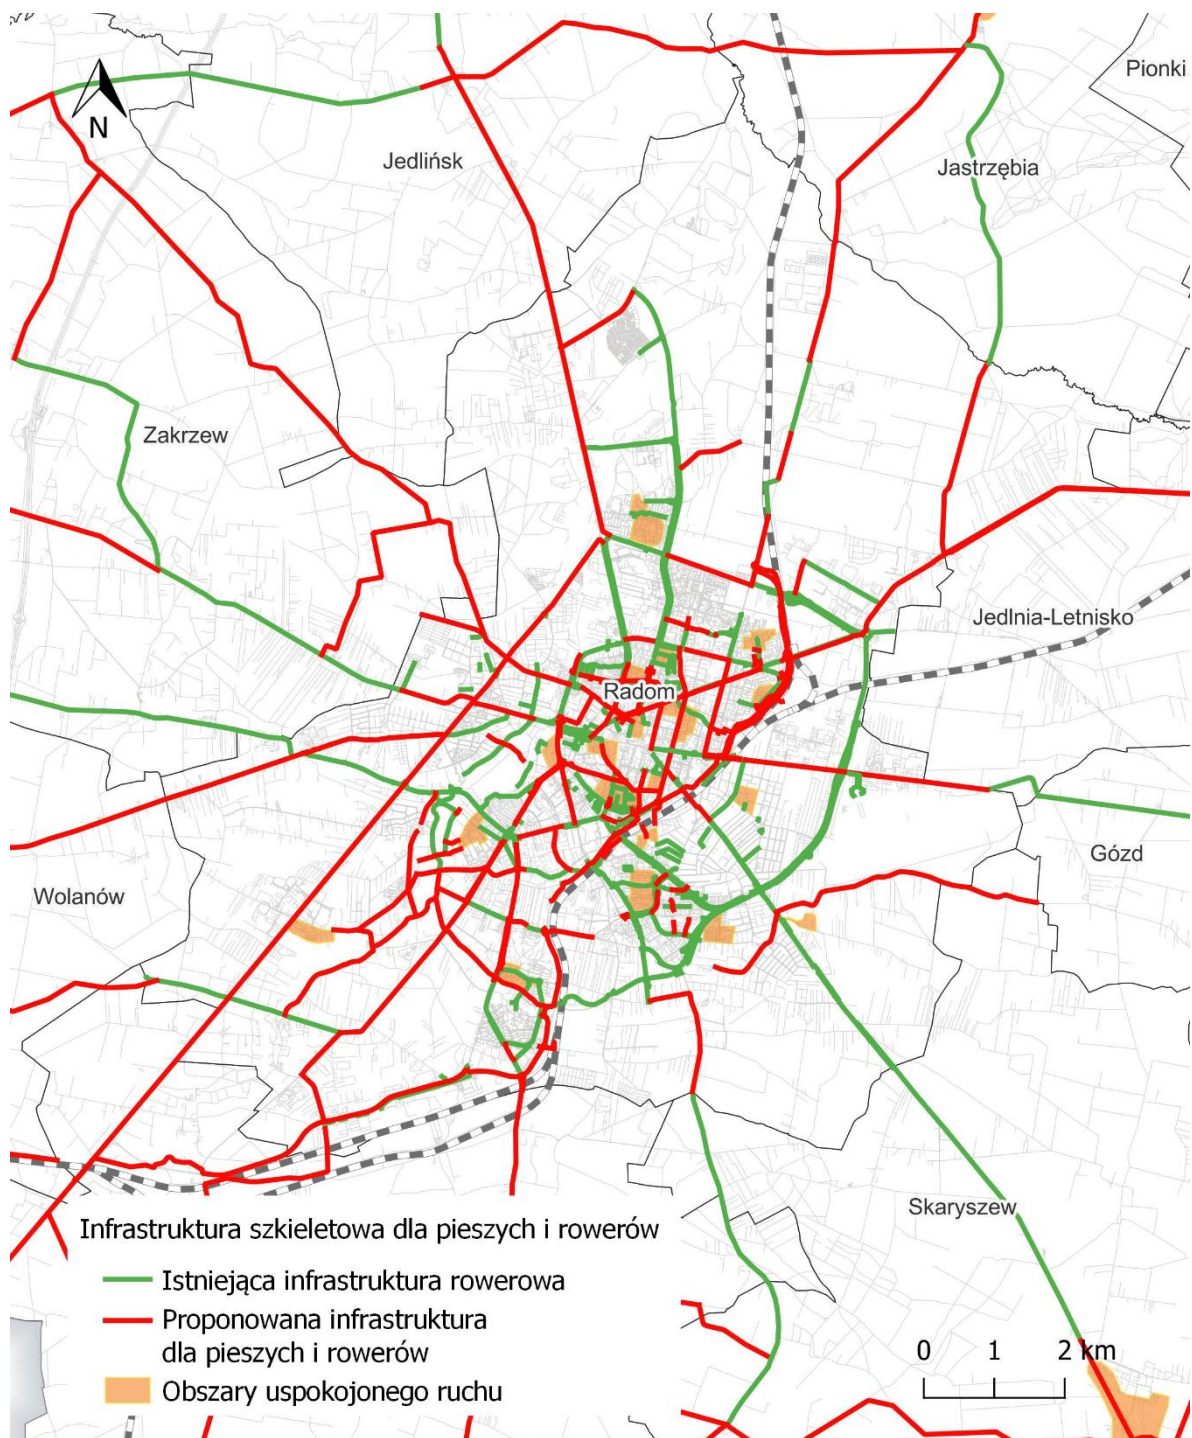 Pionki
N
Jedlińsk
Jastrzębia
Zakrzew
Jedlnia-Letnisko
Radom
Gózd
Wolanów
Skaryszew
Infrastruktura szkieletowa dla pieszych i rowerów
Istniejąca infrastruktura rowerowa
Proponowana infrastruktura
dla pieszych i rowerów
Obszary uspokojonego ruchu
0 1 2 km